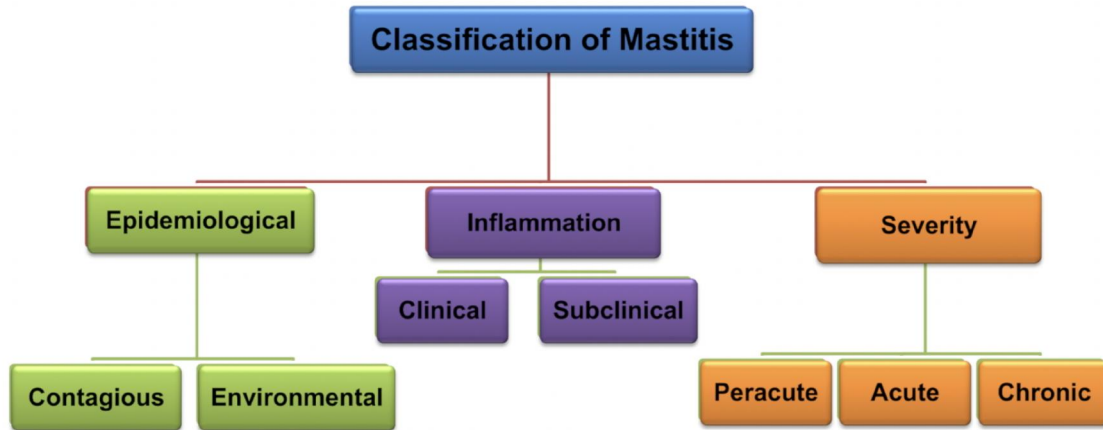 Classification of Mastitis
Epidemiological
Inflammation
Severity
Clinical
Subclinical
Contagious
Environmental
Peracute
Acute
Chronic